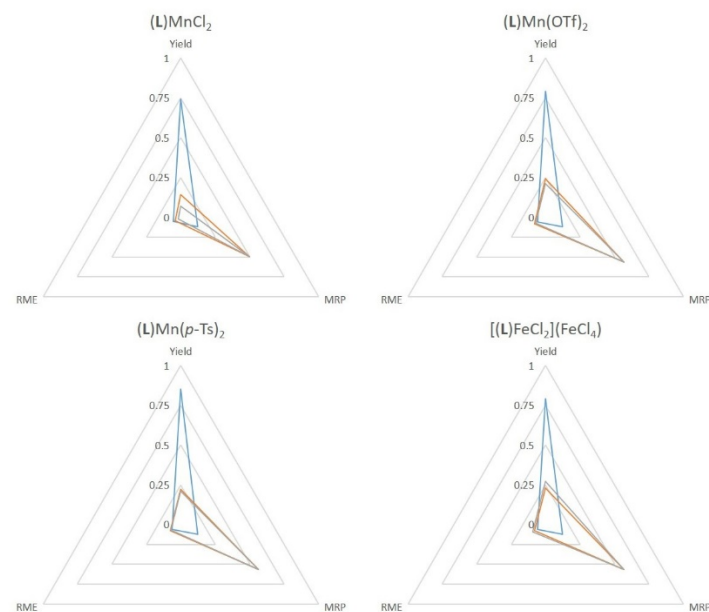 (L)MnCl₂
Yield
1
0.75
0.5
0.25
0
RME
MRP
(L)Mn(OTf)₂
Yield
1
0.75
0.5
0.25
0
RME
MRP
(L)Mn(p-Ts)₂
Yield
1
0.75
0.5
0.25
0
RME
MRP
[(L)FeCl₂](FeCl₄)
Yield
1
0.75
0.5
0.25
0
RME
MRP